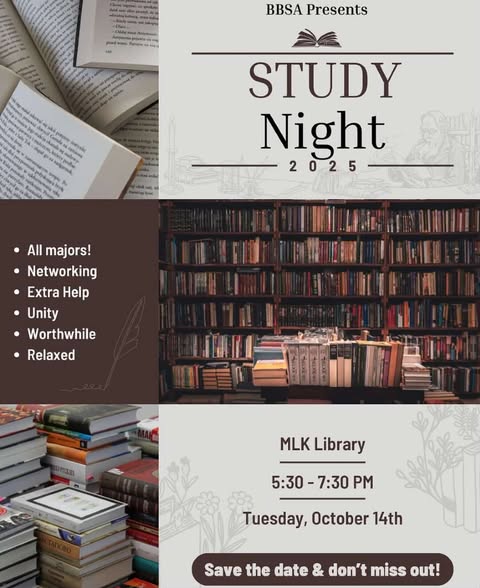 BBSA Presents
STUDY
Night
2025
• All majors!
• Networking
• Extra Help
• Unity
• Worthwhile
• Relaxed
MLK Library
5:30 - 7:30 PM
Tuesday, October 14th
Save the date & don't miss out!